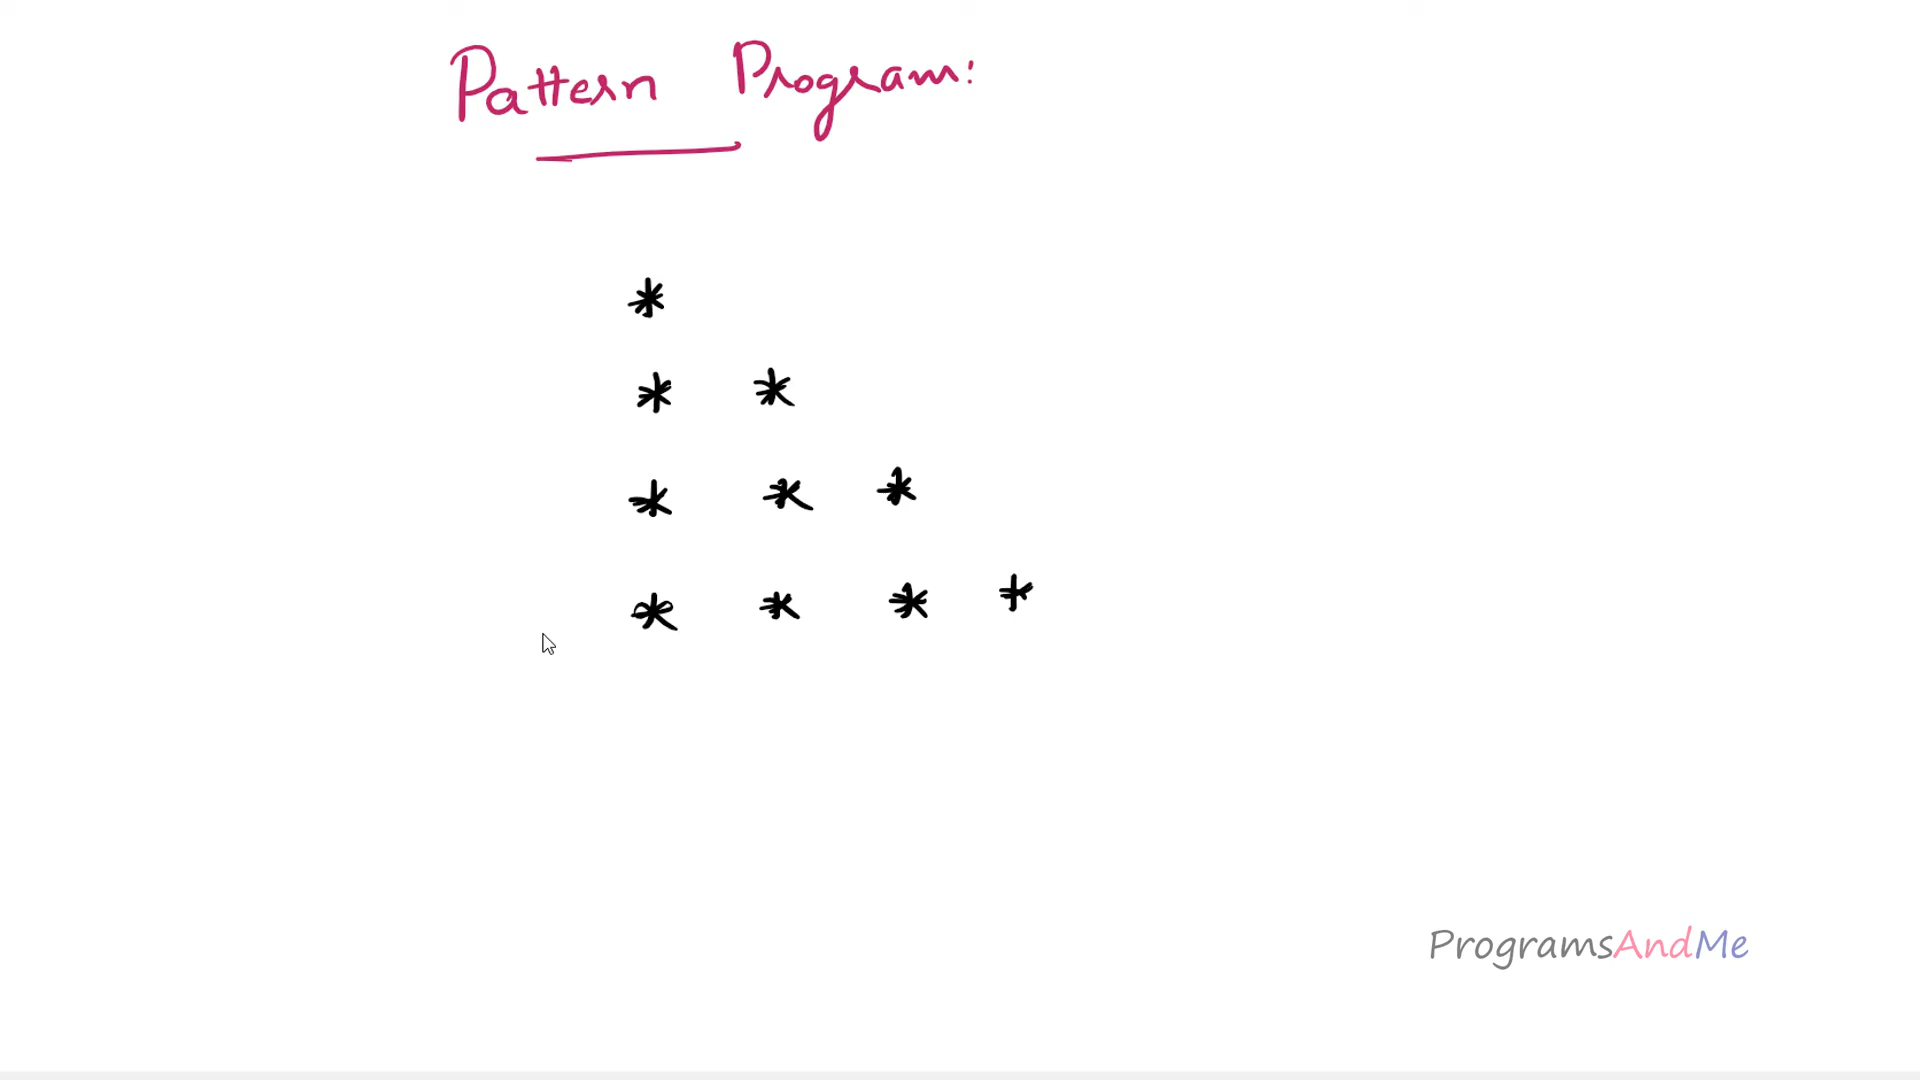 Pattern Program:
*
* *
* * *
* * * *
ProgramsAndMe